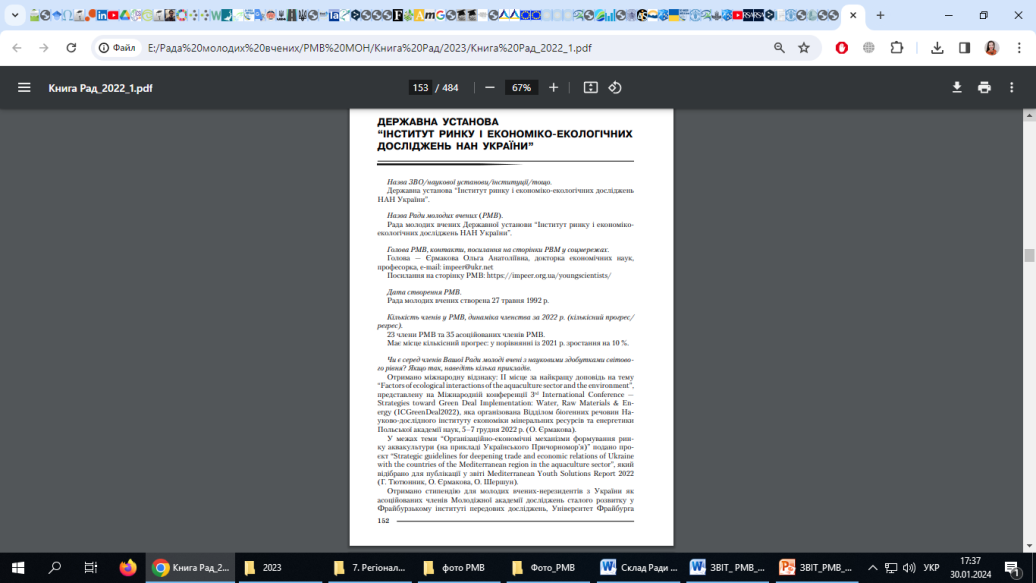 Файл
E:/Рада%20молодих%20вчених/РМВ%20МОН/Книга%20Рад/2023/Книга%20Рад_2022_1.pdf
Книга Рад_2022_1.pdf
153 / 484
67%
ДЕРЖАВНА УСТАНОВА
“ІНСТИТУТ РИНКУ І ЕКОНОМІКО-ЕКОЛОГІЧНИХ
ДОСЛІДЖЕНЬ НАН УКРАЇНИ”
Назва ЗВО/наукової установи/інституції/тощо.
Державна установа “Інститут ринку і економіко-екологічних досліджень
НАН України”.
Назва Ради молодих вчених (РМВ).
Рада молодих вчених Державної установи “Інститут ринку і економіко-
екологічних досліджень НАН України”.
Голова РМВ, контакти, посилання на сторінки РВМ у соцмережах.
Голова — Єрмакова Ольга Анатоліївна, докторка економічних наук,
професорка, e-mail: impeer@ukr.net
Посилання на сторінку РМВ: https://impeer.org.ua/youngscientists/
Дата створення РМВ.
Рада молодих вчених створена 27 травня 1992 р.
Кількість членів у РМВ, динаміка членства за 2022 р. (кількісний прогрес/
регрес).
23 члени РМВ та 35 асоційованих членів РМВ.
Має місце кількісний прогрес: у порівнянні із 2021 р. зростання на 10 %.
Чи є серед членів Вашої Ради молоді вчені з науковими здобутками світово-
го рівня? Якщо так, наведіть кілька прикладів.
Отримано міжнародну відзнаку: II місце за найкращу доповідь на тему
“Factors of ecological interactions of the aquaculture sector and the environment”,
представлену на Міжнародній конференції 3rd International Conference —
Strategies toward Green Deal Implementation: Water, Raw Materials & En-
ergy (ICGreenDeal2022), яка організована Відділом біогенних речовин На-
уково-дослідного інституту економіки мінеральних ресурсів та енергетики
Польської академії наук, 5–7 грудня 2022 р. (О. Єрмакова).
У межах теми “Організаційно-економічні механізми формування рин-
ку аквакультури (на прикладі Українського Причорномор’я)” подано про-
єкт “Strategic guidelines for deepening trade and economic relations of Ukraine
with the countries of the Mediterranean region in the aquaculture sector”, який
відібрано для публікації у звіті Mediterranean Youth Solutions Report 2022
(Г. Тютюнник, О. Єрмакова, О. Шершун).
Отримано стипендію для молодих вчених-нерезидентів з України як
асоційованих членів Молодіжної академії досліджень сталого розвитку у
Фрайбурзькому інституті передових досліджень, Університет Фрайбурга
152
Книга Рад_2...
2023
7. Регіонал...
фото РМВ
Фото_РМВ
Склад Ради ...
ЗВІТ_РМВ_...
ЗВІТ_РМВ_...
УКР
17:37
30.01.2024